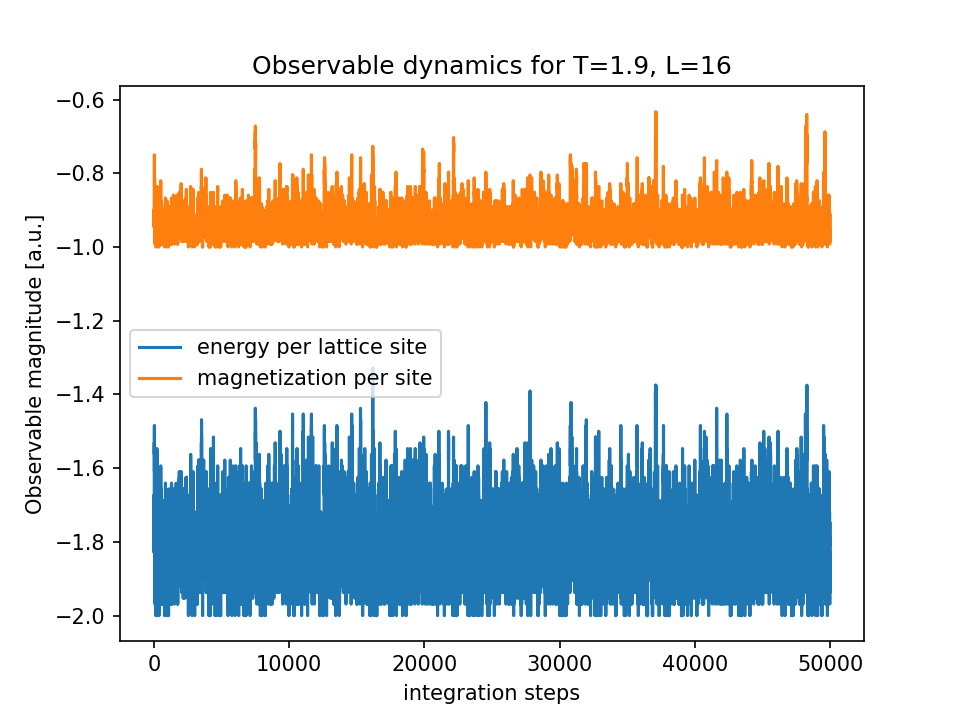 Observable dynamics for T=1.9, L=16
Observable magnitude [a.u.]
−0.6
−0.8
−1.0
−1.2
−1.4
−1.6
−1.8
−2.0
energy per lattice site
magnetization per site
0 10000 20000 30000 40000 50000
integration steps